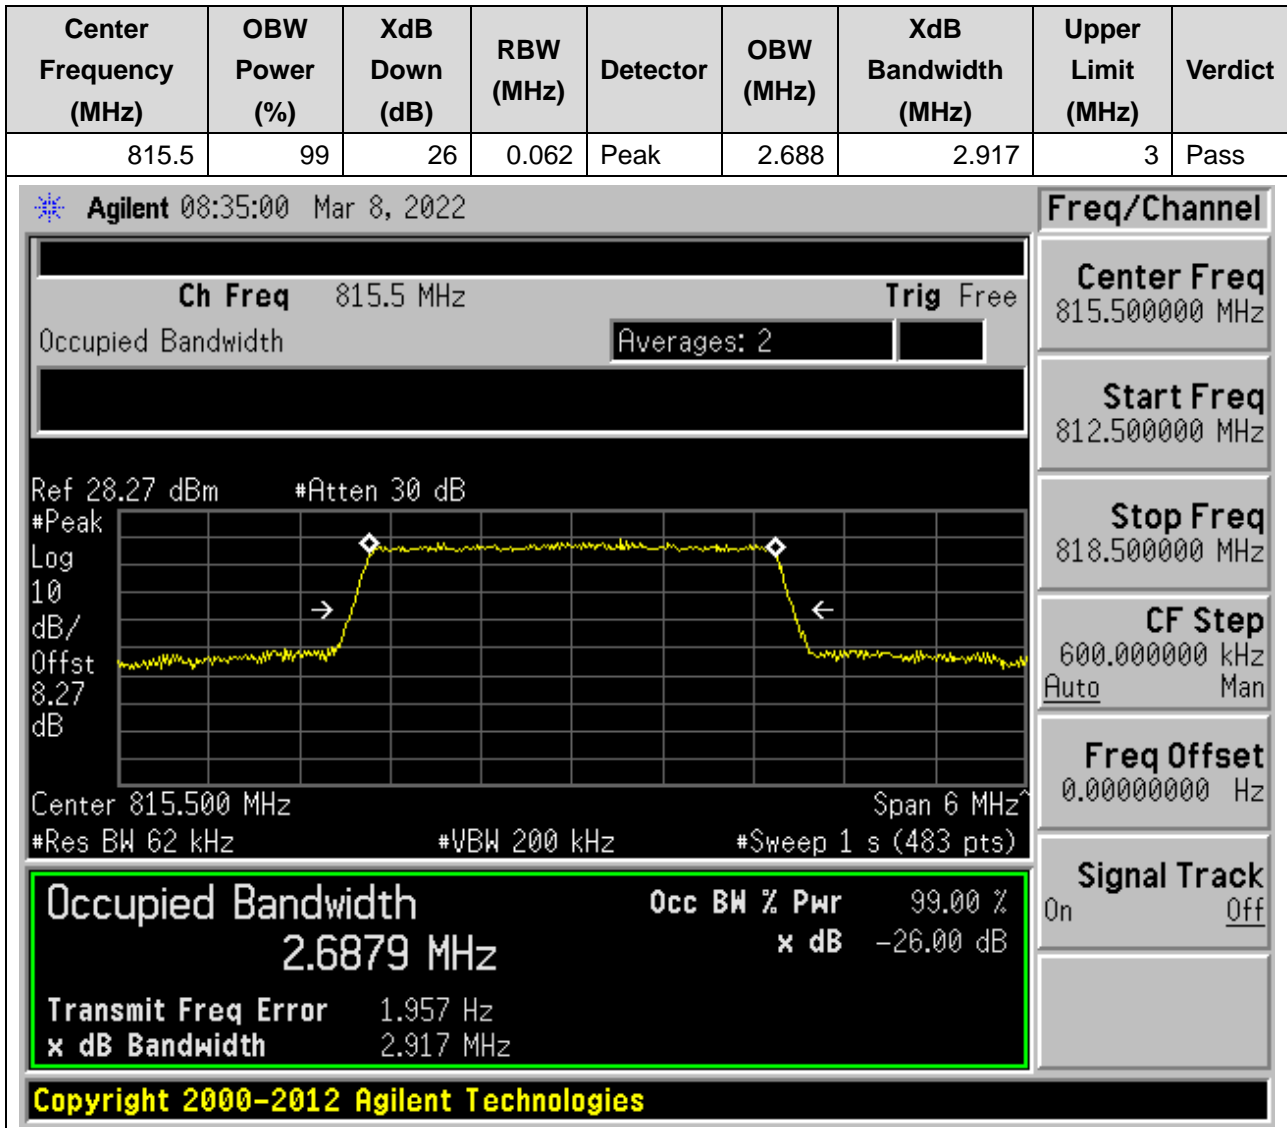 Center Frequency (MHz) OBW Power (%) XdB Down (dB) RBW (MHz) Detector OBW (MHz) XdB Bandwidth (MHz) Upper Limit (MHz) Verdict
815.5 99 26 0.062 Peak 2.688 2.917 3 Pass
Agilent 08:35:00 Mar 8, 2022
Freq/Channel
Ch Freq 815.5 MHz Trig Free
Occupied Bandwidth Averages: 2
Center Freq
815.500000 MHz
Start Freq
812.500000 MHz
Stop Freq
818.500000 MHz
CF Step
600.000000 kHz
Auto Man
Freq Offset
0.00000000 Hz
Signal Track
On Off
Ref 28.27 dBm #Atten 30 dB
#Peak
Log
10
dB/
Offst
8.27
dB
Center 815.500 MHz Span 6 MHz^
#Res BW 62 kHz #VBW 200 kHz #Sweep 1 s (483 pts)
Occupied Bandwidth Occ BW % Pwr 99.00 %
2.6879 MHz x dB -26.00 dB
Transmit Freq Error 1.957 Hz
x dB Bandwidth 2.917 MHz
Copyright 2000-2012 Agilent Technologies